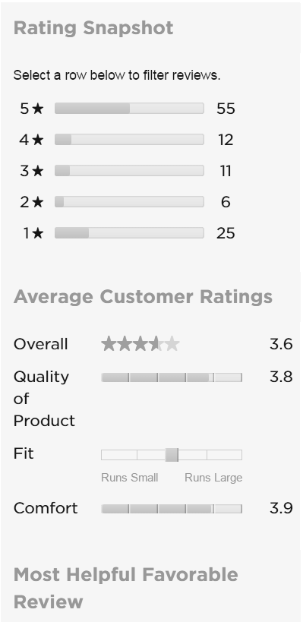 Rating Snapshot
Select a row below to filter reviews.
5★ 55
4★ 12
3★ 11
2★ 6
1★ 25
Average Customer Ratings
Overall 3.6
Quality 3.8
of
Product
Fit
Runs Small Runs Large
Comfort 3.9
Most Helpful Favorable
Review